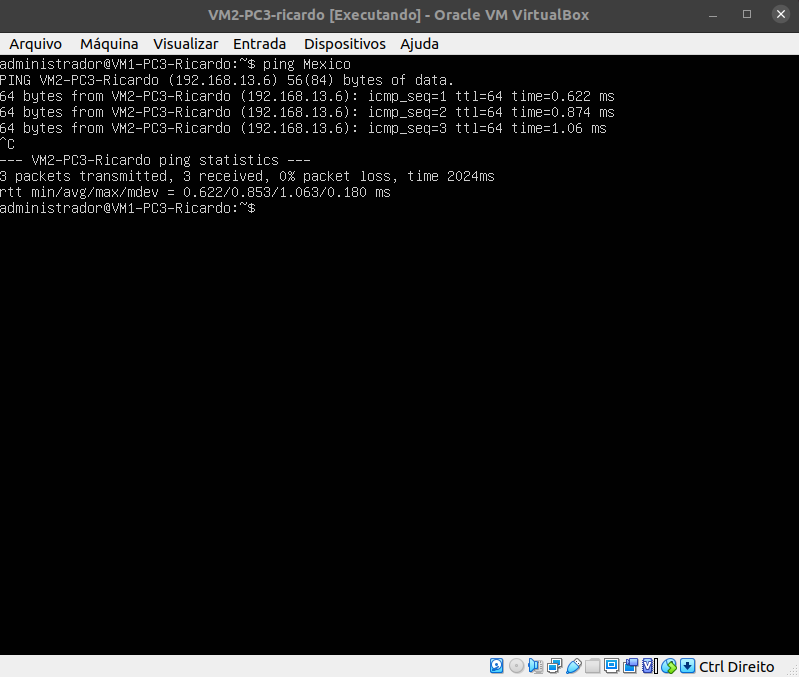 VM2-PC3-ricardo [Executando] - Oracle VM VirtualBox
Arquivo Máquina Visualizar Entrada Dispositivos Ajuda
administrador@VM1-PC3-Ricardo:~$ ping Mexico
PING VM2-PC3-Ricardo (192.168.13.6) 56(84) bytes of data.
64 bytes from VM2-PC3-Ricardo (192.168.13.6): icmp_seq=1 ttl=64 time=0.622 ms
64 bytes from VM2-PC3-Ricardo (192.168.13.6): icmp_seq=2 ttl=64 time=0.874 ms
64 bytes from VM2-PC3-Ricardo (192.168.13.6): icmp_seq=3 ttl=64 time=1.06 ms
^C
--- VM2-PC3-Ricardo ping statistics ---
3 packets transmitted, 3 received, 0% packet loss, time 2024ms
rtt min/avg/max/mdev = 0.622/0.853/1.063/0.180 ms
administrador@VM1-PC3-Ricardo:~$
Ctrl Direito